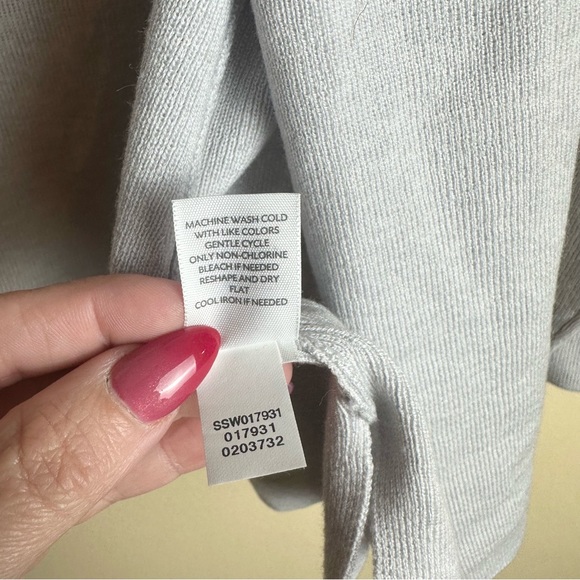 MACHINE WASH COLD
WITH LIKE COLORS
GENTLE CYCLE
ONLY NON-CHLORINE
BLEACH IF NEEDED
RESHAPE AND DRY
FLAT
COOL IRON IF NEEDED
SSW017931
017931
0203732